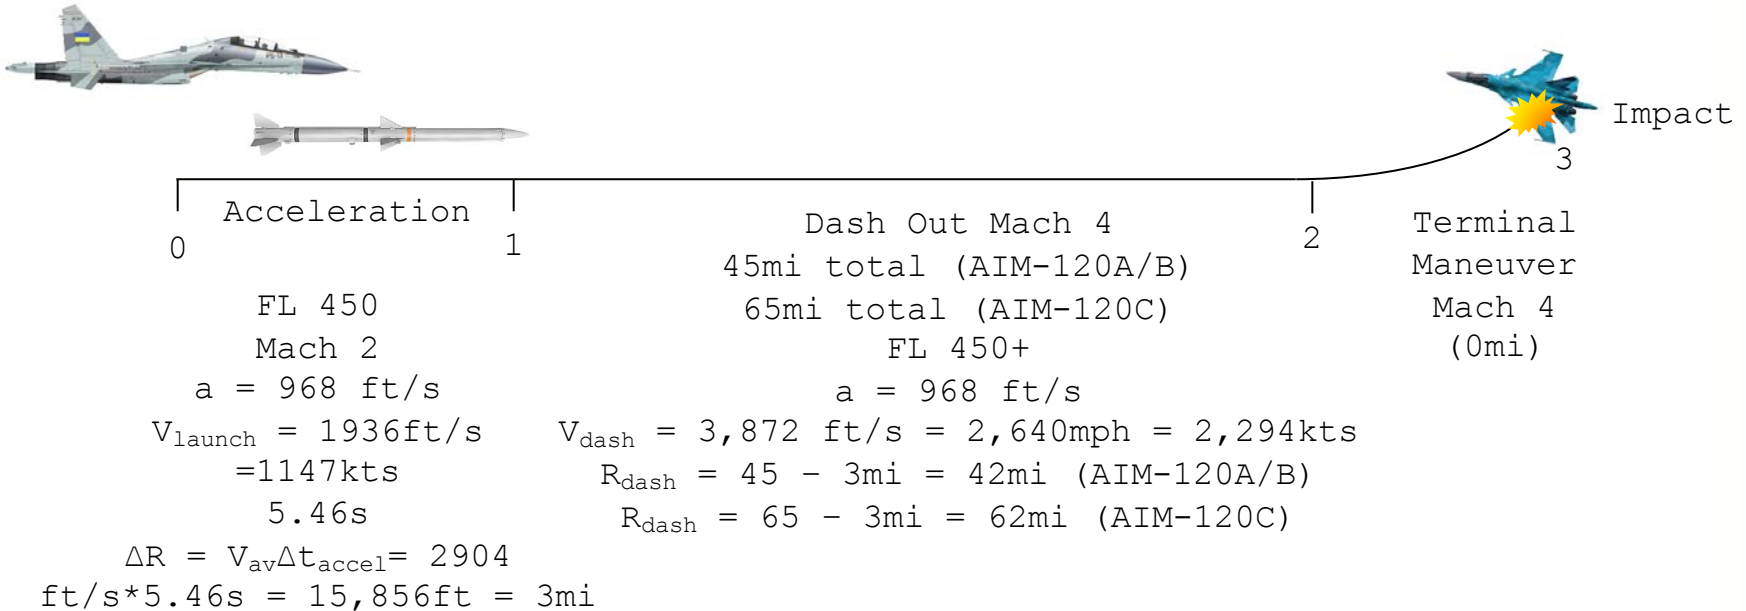 Impact
3
Acceleration
0
1
FL 450
Mach 2
a = 968 ft/s
Vlaunch = 1936ft/s
=1147kts
5.46s
ΔR = VavΔtaccel= 2904
ft/s*5.46s = 15,856ft = 3mi
Dash Out Mach 4
45mi total (AIM-120A/B)
65mi total (AIM-120C)
FL 450+
a = 968 ft/s
Vdash = 3,872 ft/s = 2,640mph = 2,294kts
Rdash = 45 – 3mi = 42mi (AIM-120A/B)
Rdash = 65 – 3mi = 62mi (AIM-120C)
2
Terminal
Maneuver
Mach 4
(0mi)